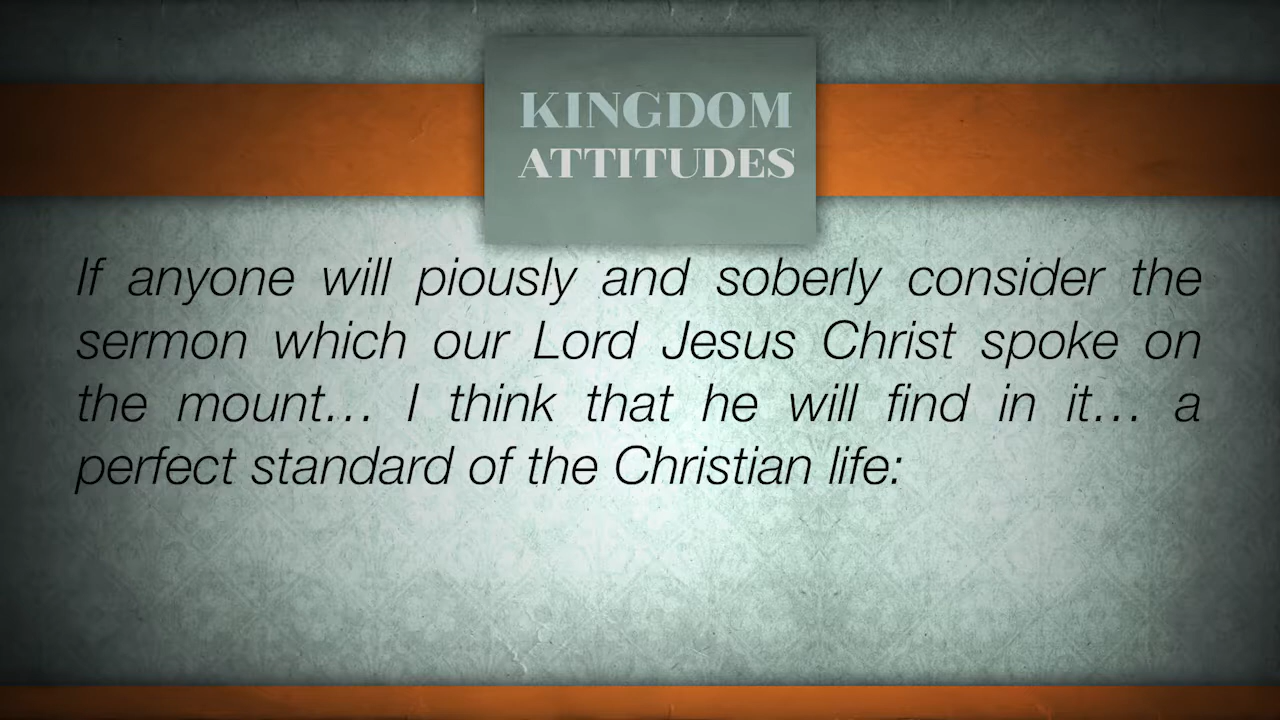 KINGDOM
ATTITUDES
If anyone will piously and soberly consider the
sermon which our Lord Jesus Christ spoke on
the mount... I think that he will find in it... a
perfect standard of the Christian life: